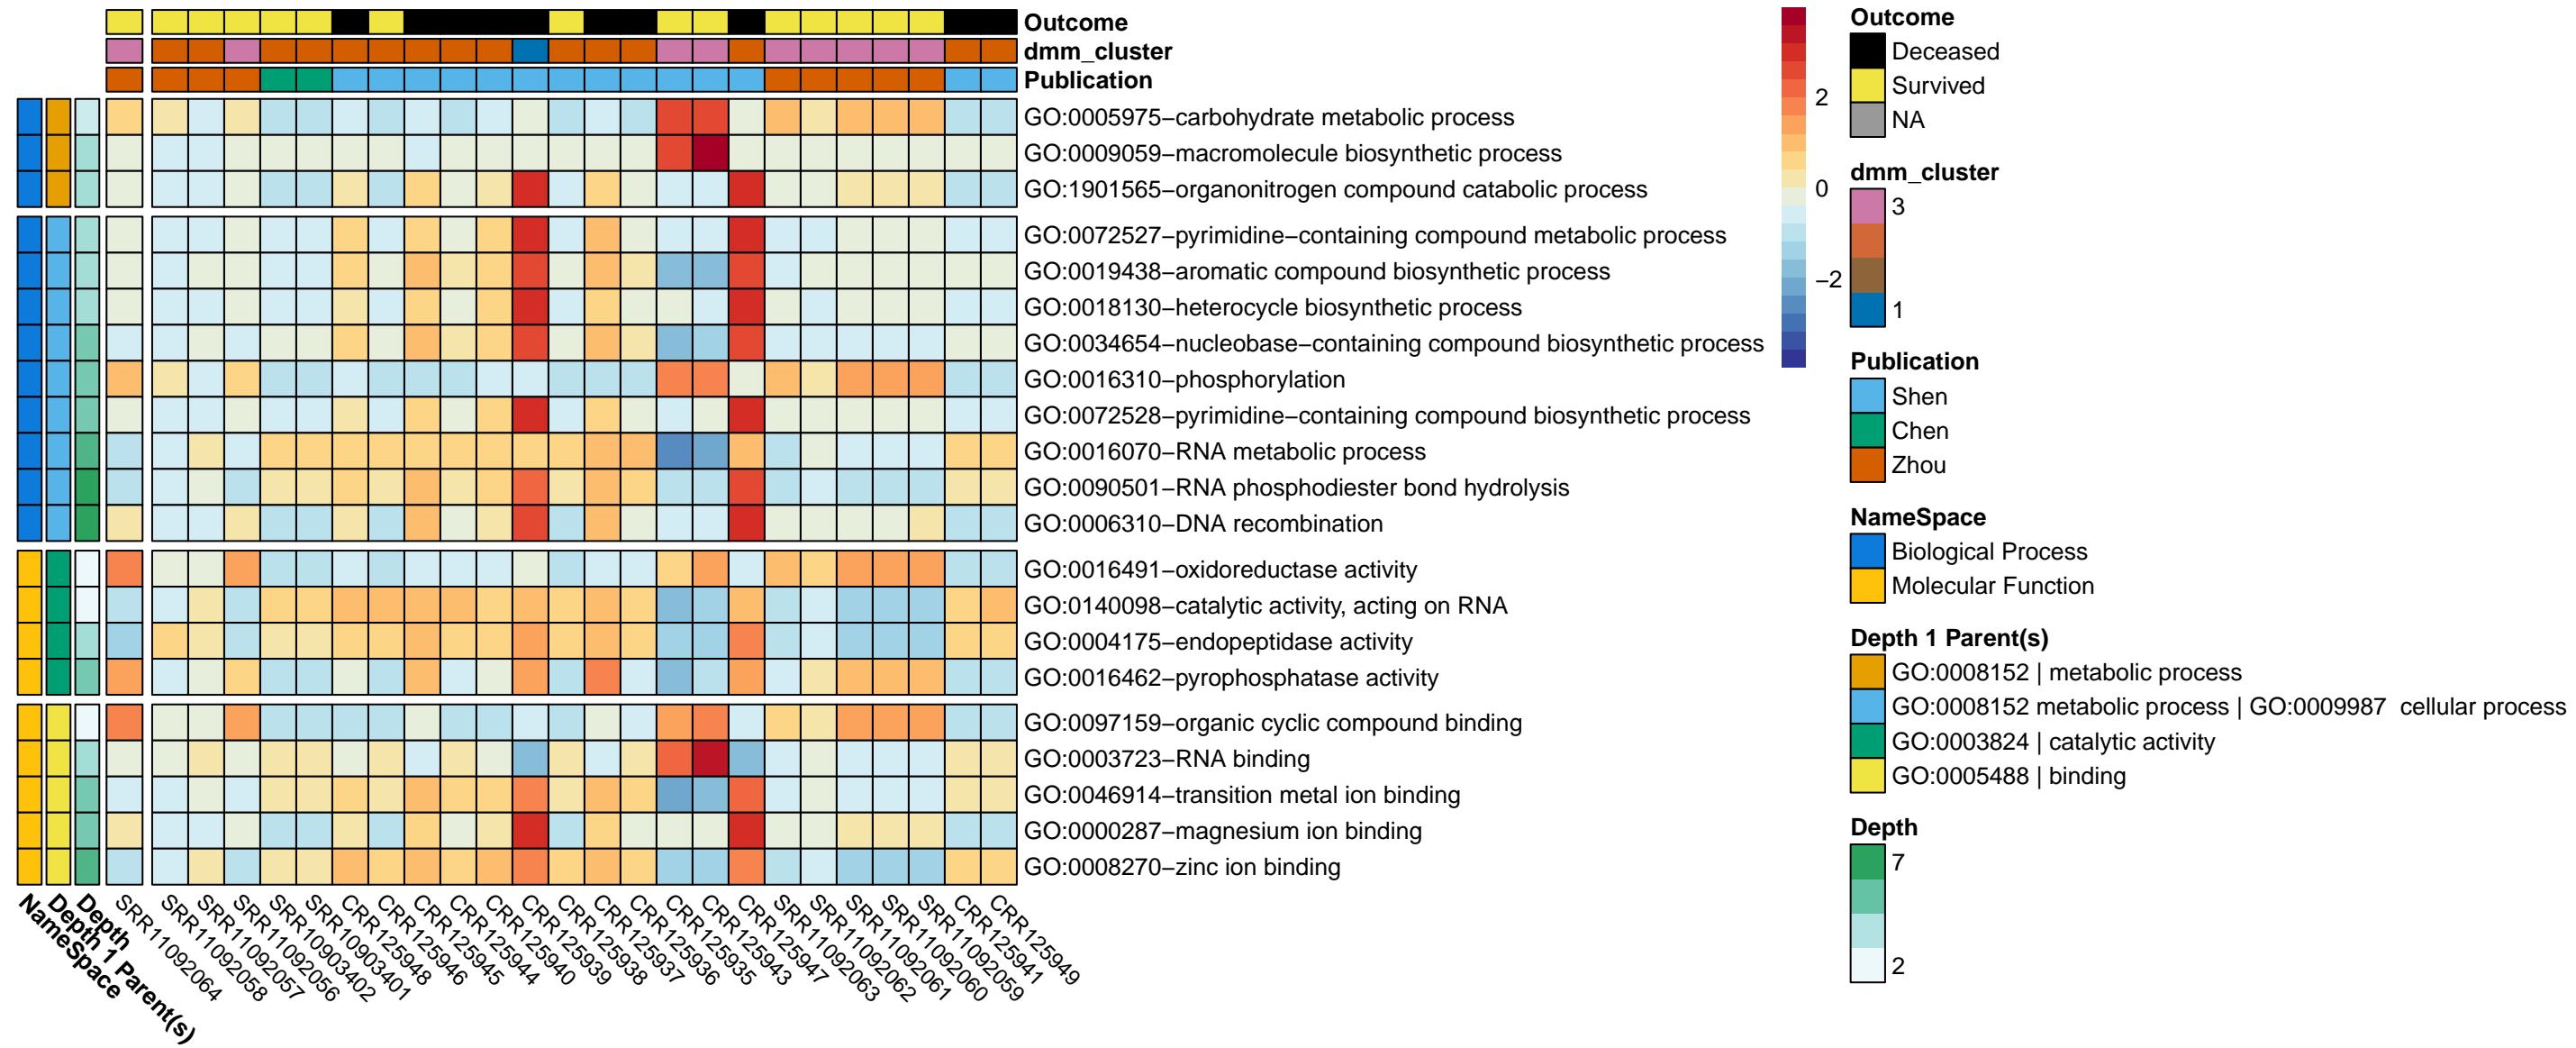 Outcome
dmm_cluster
Publication
GO:0005975−carbohydrate metabolic process
GO:0009059−macromolecule biosynthetic process
GO:1901565−organonitrogen compound catabolic process
GO:0072527−pyrimidine−containing compound metabolic process
GO:0019438−aromatic compound biosynthetic process
GO:0018130−heterocycle biosynthetic process
GO:0034654−nucleobase−containing compound biosynthetic process
GO:0016310−phosphorylation
GO:0072528−pyrimidine−containing compound biosynthetic process
GO:0016070−RNA metabolic process
GO:0090501−RNA phosphodiester bond hydrolysis
GO:0006310−DNA recombination
GO:0016491−oxidoreductase activity
GO:0140098−catalytic activity, acting on RNA
GO:0004175−endopeptidase activity
GO:0016462−pyrophosphatase activity
GO:0097159−organic cyclic compound binding
GO:0003723−RNA binding
GO:0046914−transition metal ion binding
GO:0000287−magnesium ion binding
GO:0008270−zinc ion binding
NameSpace
Depth 1 Parent(s)
Depth
SRR11092064
SRR11092058
SRR11092057
SRR11092056
SRR10903402
SRR10903401
CRR125948
CRR125946
CRR125945
CRR125944
CRR125940
CRR125939
CRR125938
CRR125937
CRR125936
CRR125935
CRR125943
CRR125947
SRR11092063
SRR11092062
SRR11092061
SRR11092060
SRR11092059
CRR125941
CRR125949
2
0
−2
Outcome
Deceased
Survived
NA
dmm_cluster
3
1
Publication
Shen
Chen
Zhou
NameSpace
Biological Process
Molecular Function
Depth 1 Parent(s)
GO:0008152 | metabolic process
GO:0008152 metabolic process | GO:0009987  cellular process
GO:0003824 | catalytic activity
GO:0005488 | binding
Depth
7
2